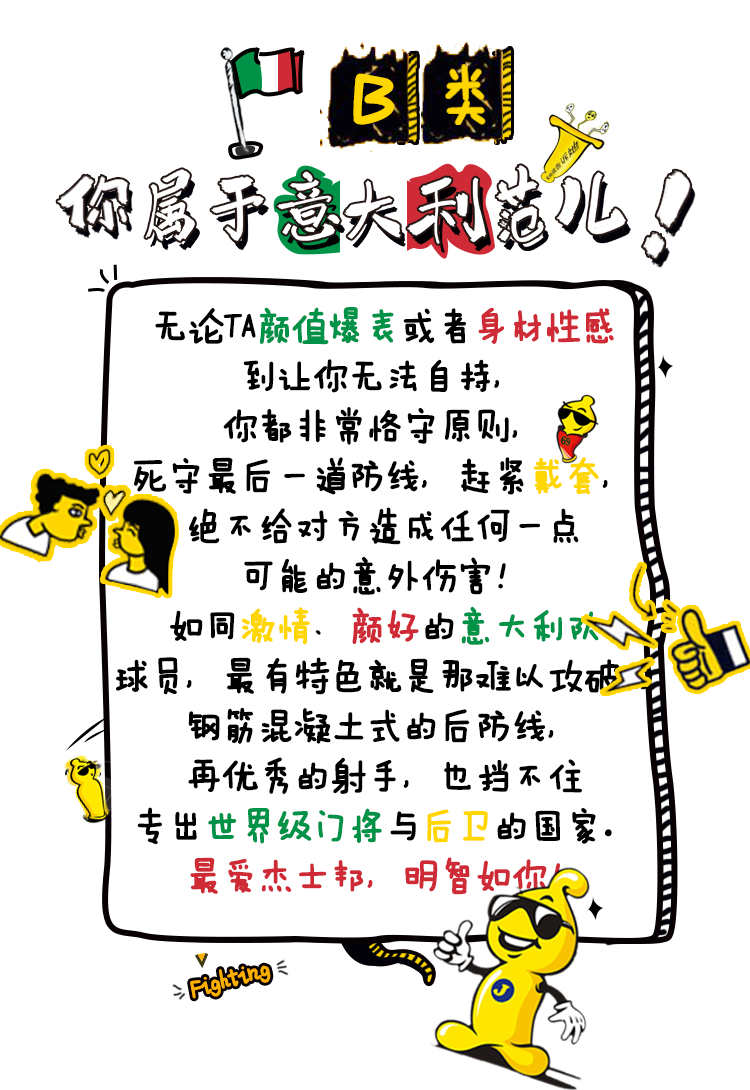 B类
你属于意大利范儿！
无论TA颜值爆表或者身材性感
到让你无法自持，
你都非常恪守原则，
69
死守最后一道防线，赶紧戴套，
绝不给对方造成任何一点
可能的意外伤害！
如同激情、颜好的意大利队
球员，最有特色就是那难以攻破
钢筋混凝土式的后防线，
再优秀的射手，也挡不住
专出世界级门将与后卫的国家。
最爱杰士邦，明智如你！
J
Fighting